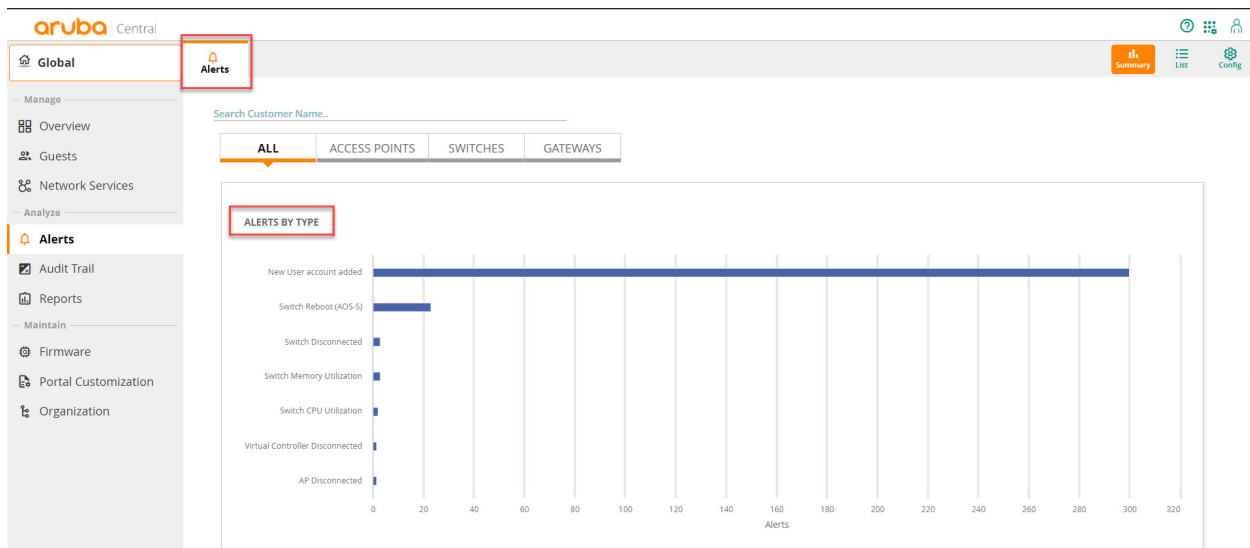 aruba Central
Global
Alerts
Summary
List
Config
Manage
Overview
Guests
Network Services
Analyze
Alerts
Audit Trail
Reports
Maintain
Firmware
Portal Customization
Organization
Search Customer Name..
ALL ACCESS POINTS SWITCHES GATEWAYS
ALERTS BY TYPE
New User account added
Switch Reboot (AOS-S)
Switch Disconnected
Switch Memory Utilization
Switch CPU Utilization
Virtual Controller Disconnected
AP Disconnected
0 20 40 60 80 100 120 140 160 180 200 220 240 260 280 300 320
Alerts